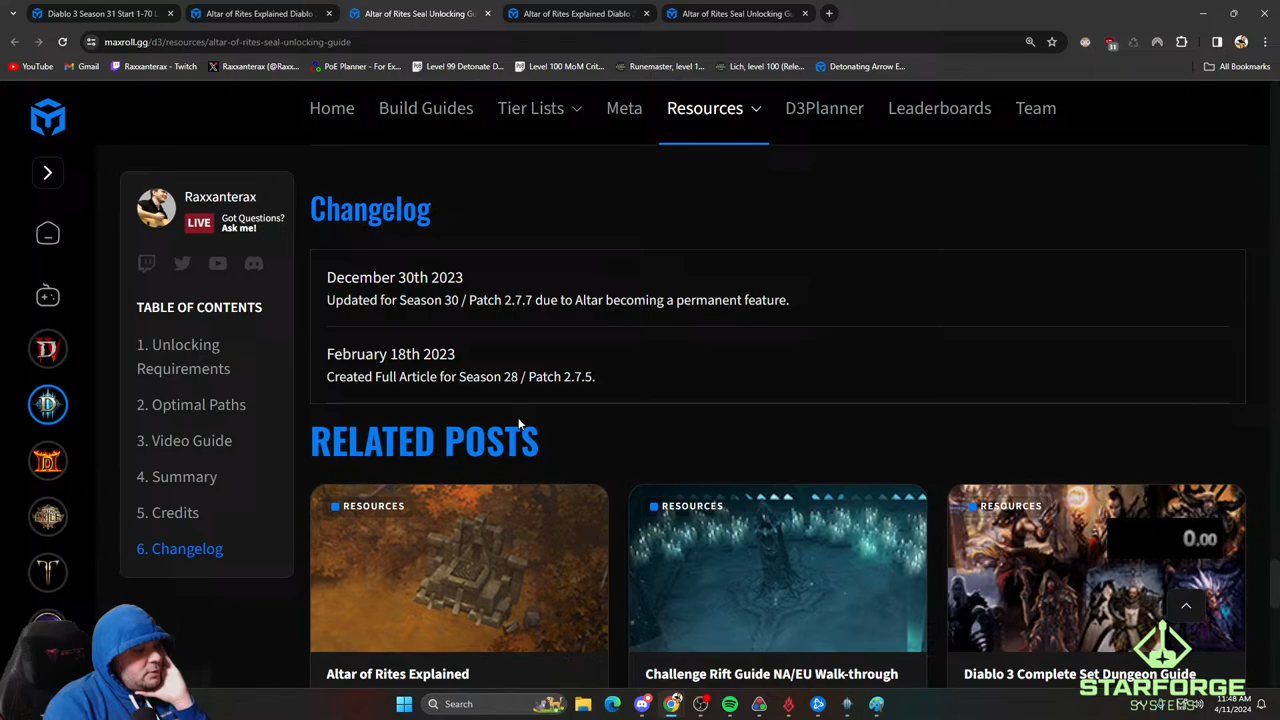 Diablo 3 Season 31 Start 1-70 L
Altar of Rites Explained Diablo
Altar of Rites Seal Unlocking Gu
Altar of Rites Explained Diablo
Altar of Rites Seal Unlocking Gu
maxroll.gg/d3/resources/altar-of-rites-seal-unlocking-guide
31
YouTube
Gmail
Raxxanterax - Twitch
Raxxanterax (@Raxx...
PoE Planner - For Ex...
Level 99 Detonate D...
Level 100 MoM Crit...
Runemaster, level 1...
Lich, level 100 (Rele...
Detonating Arrow E...
All Bookmarks
Home
Build Guides
Tier Lists
Meta
Resources
D3Planner
Leaderboards
Team
Raxxanterax
LIVE
Got Questions?
Ask me!
TABLE OF CONTENTS
1. Unlocking
Requirements
2. Optimal Paths
3. Video Guide
4. Summary
5. Credits
6. Changelog
Changelog
December 30th 2023
Updated for Season 30 / Patch 2.7.7 due to Altar becoming a permanent feature.
February 18th 2023
Created Full Article for Season 28 / Patch 2.7.5.
RELATED POSTS
RESOURCES
RESOURCES
RESOURCES
0.00
Altar of Rites Explained
Challenge Rift Guide NA/EU Walk-through
Diablo 3 Complete Set Dungeon Guide
STARFORGE
SYSTEMS
Search
11:48 AM
4/11/2024